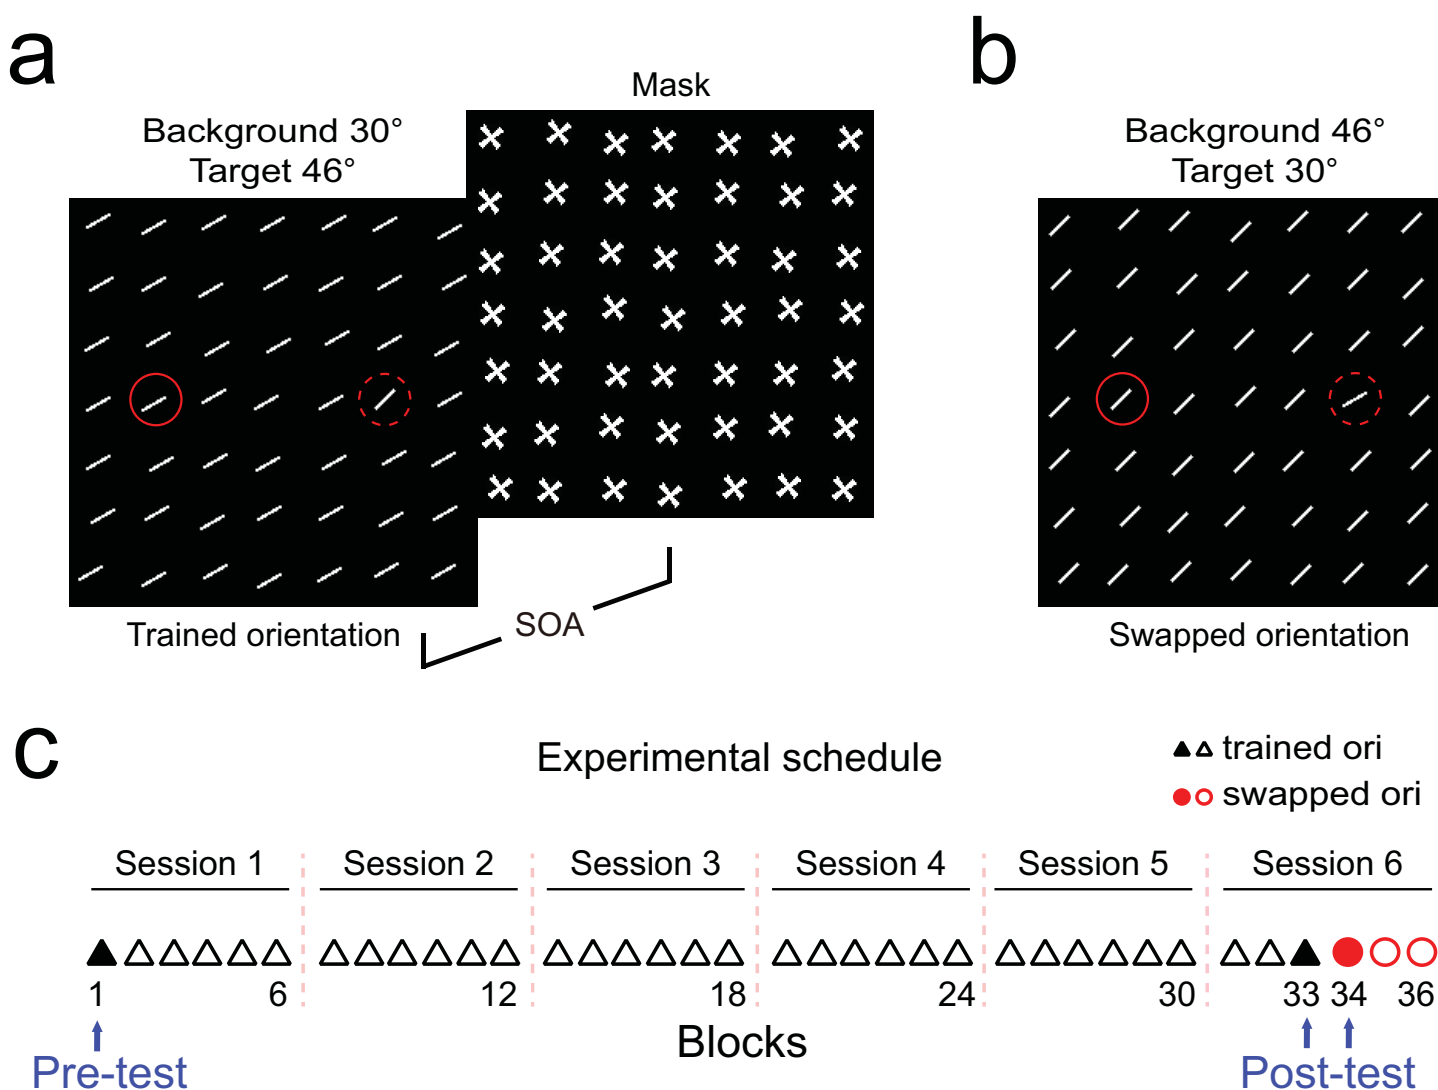 a
Background 30°
Target 46°
Mask
Trained orientation
SOA
b
Background 46°
Target 30°
Swapped orientation
c
Experimental schedule
trained ori
swapped ori
Session 1 Session 2 Session 3 Session 4 Session 5 Session 6
1 6 12 18 24 30 33 34 36
Pre-test Blocks Post-test